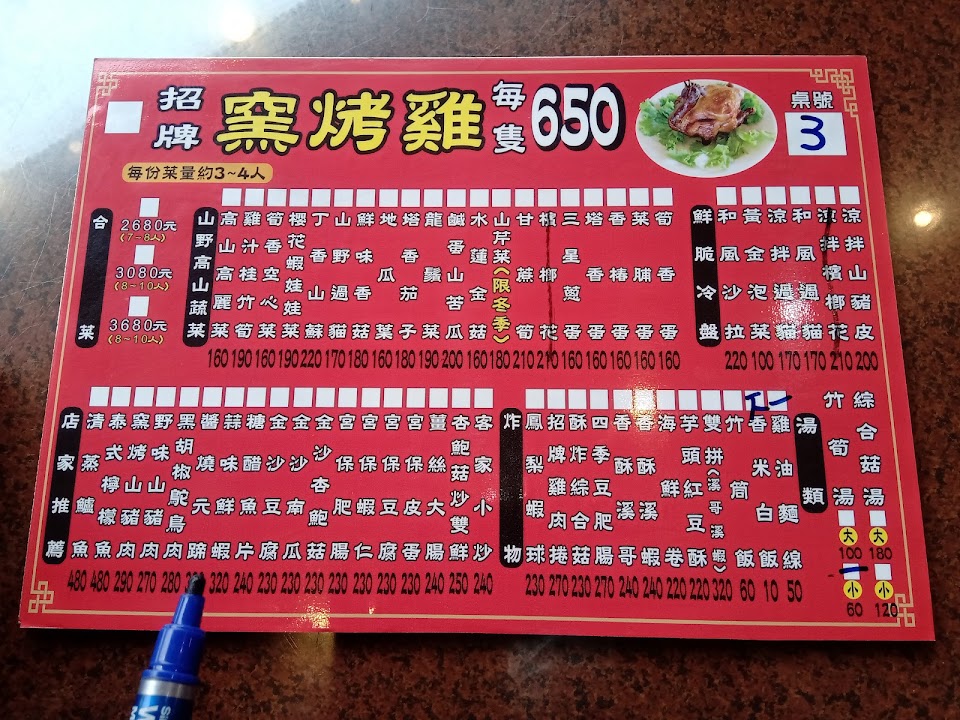 招牌
窯烤雞
每隻
650
桌號
3
每份菜量約3~4人
合菜
2680元
(7~8人)
3080元
(8~10人)
3680元
(8~10人)
山野高山蔬菜
高山高麗菜 160
雞汁桂竹筍 190
筍香空心菜 160
櫻花蝦娃娃菜 190
丁香山蘇 220
山野過貓 170
鮮味香菇 180
地瓜葉 160
塔香茄子 180
龍鬚菜 190
鹹蛋山苦瓜 200
水蓮金菇 160
山芹菜(限冬季) 180
甘蔗筍 210
檳榔花 210
三星蔥蛋 160
塔香蛋 160
香椿蛋 160
菜脯蛋 160
筍香蛋 160
鮮脆冷盤
和風沙拉 220
黃金泡菜 100
涼拌過貓 170
和風過貓 170
涼拌檳榔花 210
涼拌山豬皮 200
店家推薦
清蒸鱸魚 480
泰式檸檬魚 480
窯烤山豬肉 290
野味山豬肉 270
黑胡椒鴕鳥肉 280
醬燒元蹄
蒜味鮮蝦 320
糖醋魚片 240
金沙豆腐 230
金沙南瓜 230
金沙杏鮑菇 230
宮保肥腸 230
宮保蝦仁 230
宮保豆腐 230
宮保皮蛋 230
薑絲大腸 240
杏鮑菇炒雙鮮 250
客家小炒 240
炸物
鳳梨蝦球 230
招牌雞肉捲 270
酥炸綜合菇 230
四季豆肥腸 270
香酥溪哥 240
香酥溪蝦 240
海鮮卷 220
芋頭紅豆酥 220
雙拼(溪哥溪蝦) 320
竹筒飯 60
香米白飯 10
雞油麵線 50
一
湯類
竹筍湯
大 100
小 60
綜合菇湯
大 180
小 120